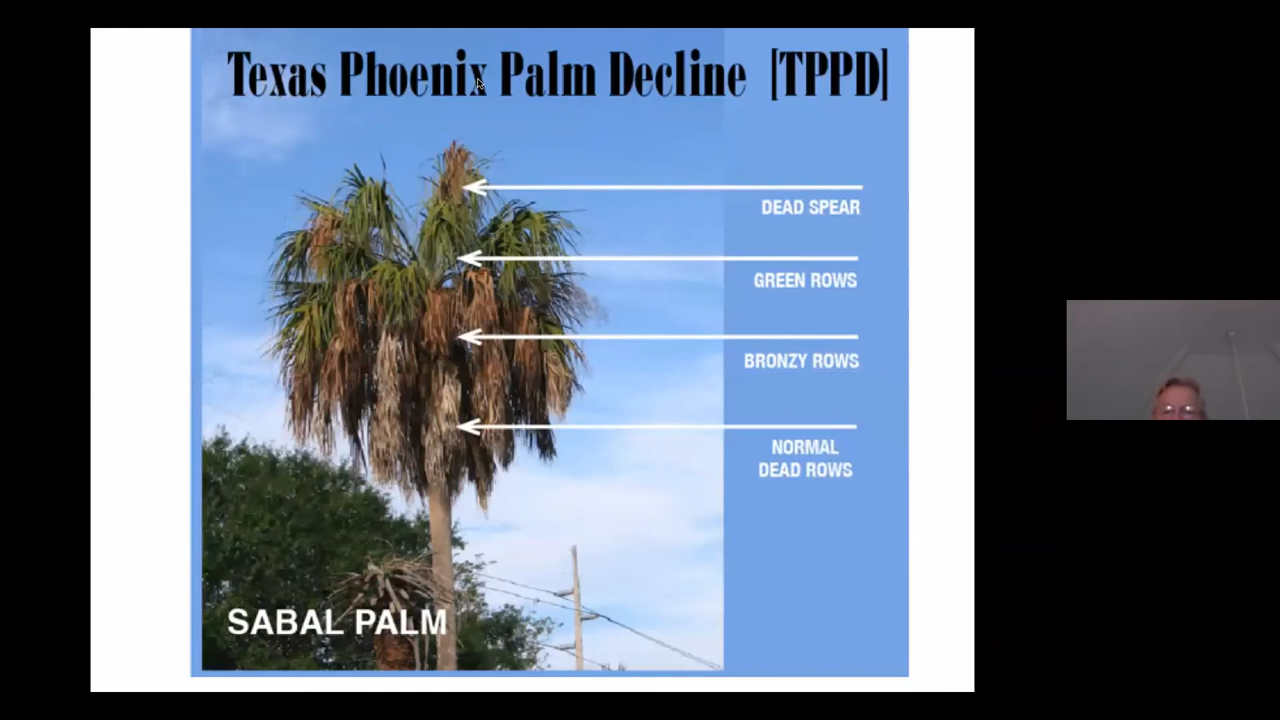 Texas Phoenix Palm Decline [TPPD]
DEAD SPEAR
GREEN ROWS
BRONZY ROWS
NORMAL
DEAD ROWS
SABAL PALM